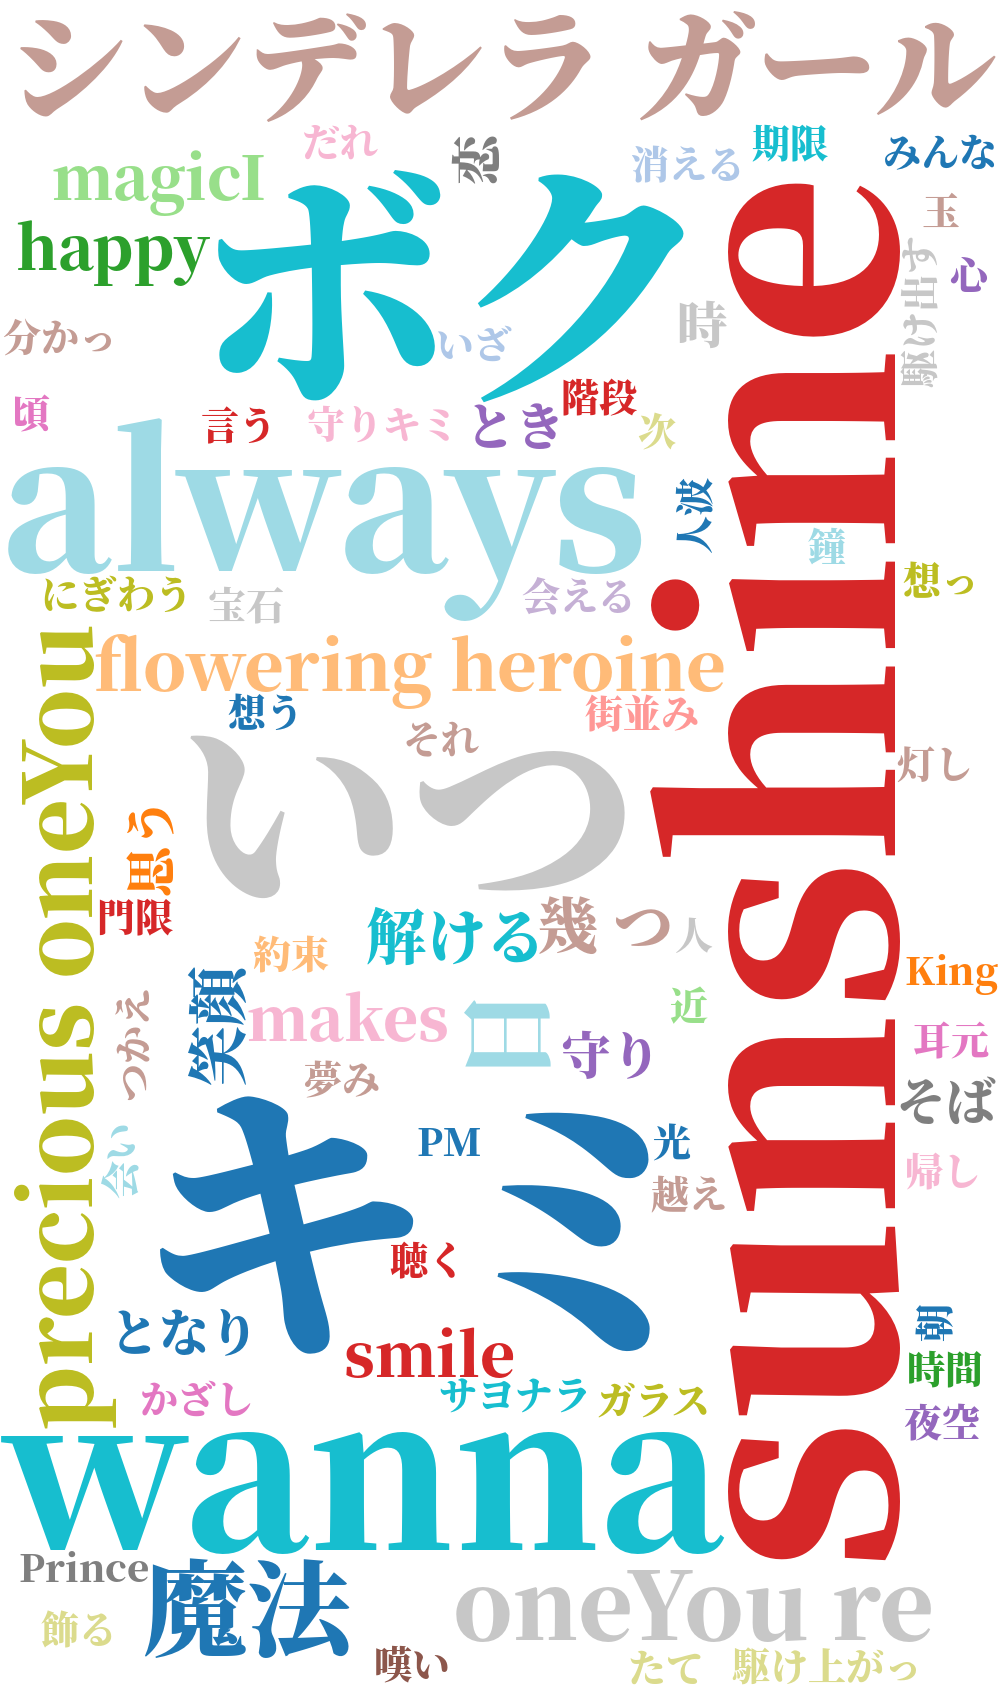 シンデレラ ガール
だれ
恋
消える
期限
みんな
magicI
ボク
玉
happy
駆け出す
心
時
分かっ
いざ
sunshine
頃
言う
守りキミ
とき
階段
次
always
人波
鐘
にぎわう
宝石
会える
想っ
flowering heroine
precious oneYou
想う
それ
街並み
いつ
灯し
思う
門限
約束
解ける
幾つ
人
King
笑顔
makes
日
守り
近
耳元
つかえ
夢み
そば
キミ
PM
光
会い
越え
帰し
聴く
となり
smile
朝
時間
かざし
サヨナラ
ガラス
夜空
wanna
Prince
魔法
oneYou re
飾る
嘆い
たて
駆け上がっ